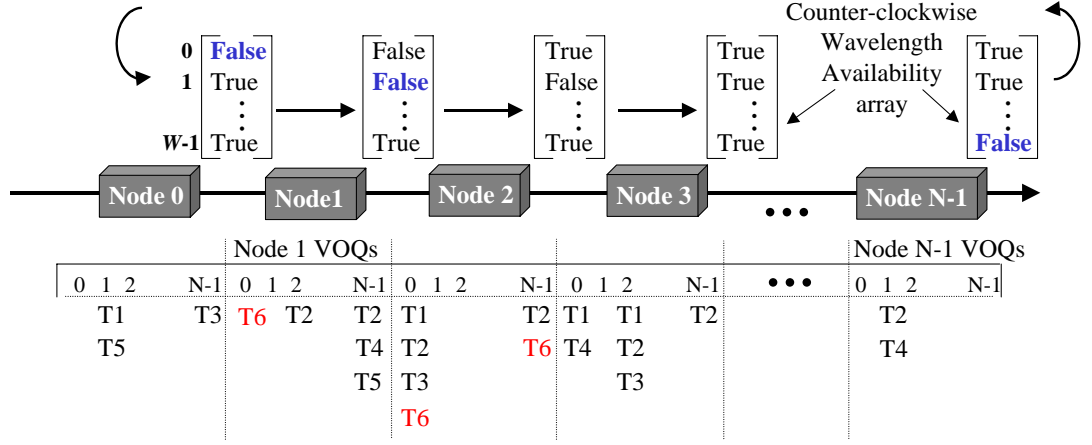 Counter-clockwise
Wavelength
Availability
array
0 False False True True True
1 True False False True True
W-1 True True True True False
Node 0 Node1 Node 2 Node 3 ••• Node N-1
Node 1 VOQs Node N-1 VOQs
0 1 2 N-1 0 1 2 N-1 0 1 2 N-1 0 1 2 N-1 ••• 0 1 2 N-1
T1 T3 T6 T2 T2 T1 T2 T1 T1 T2 T2
T5 T4 T2 T6 T4 T2 T4
T5 T3 T3
T6